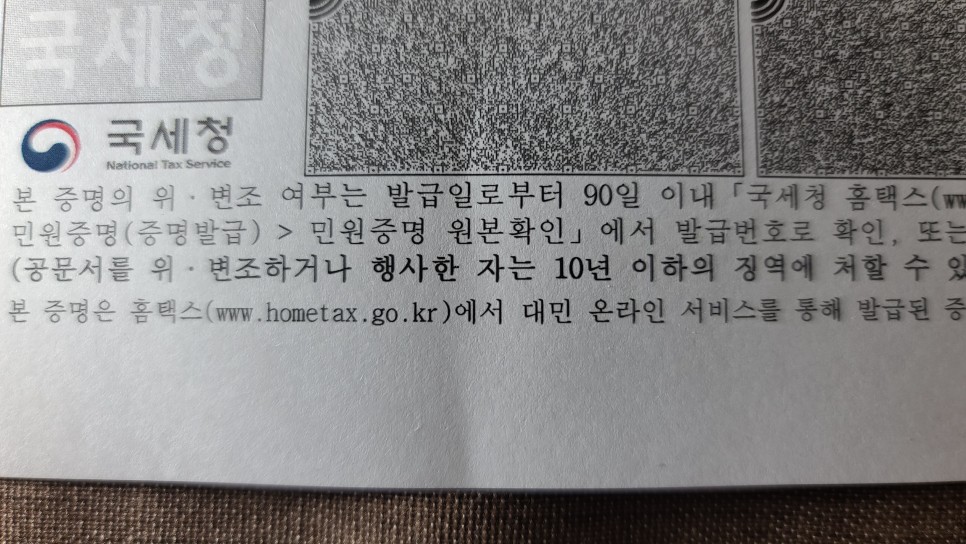 국세청
국세청
National Tax Service
본 증명의 위·변조 여부는 발급일로부터 90일 이내「국세청 홈택스(ww
민원증명(증명발급) > 민원증명 원본확인」에서 발급번호로 확인, 또는
(공문서를 위·변조하거나 행사한 자는 10년 이하의 징역에 처할 수 있
본 증명은 홈택스(www.hometax.go.kr)에서 대민 온라인 서비스를 통해 발급된 증